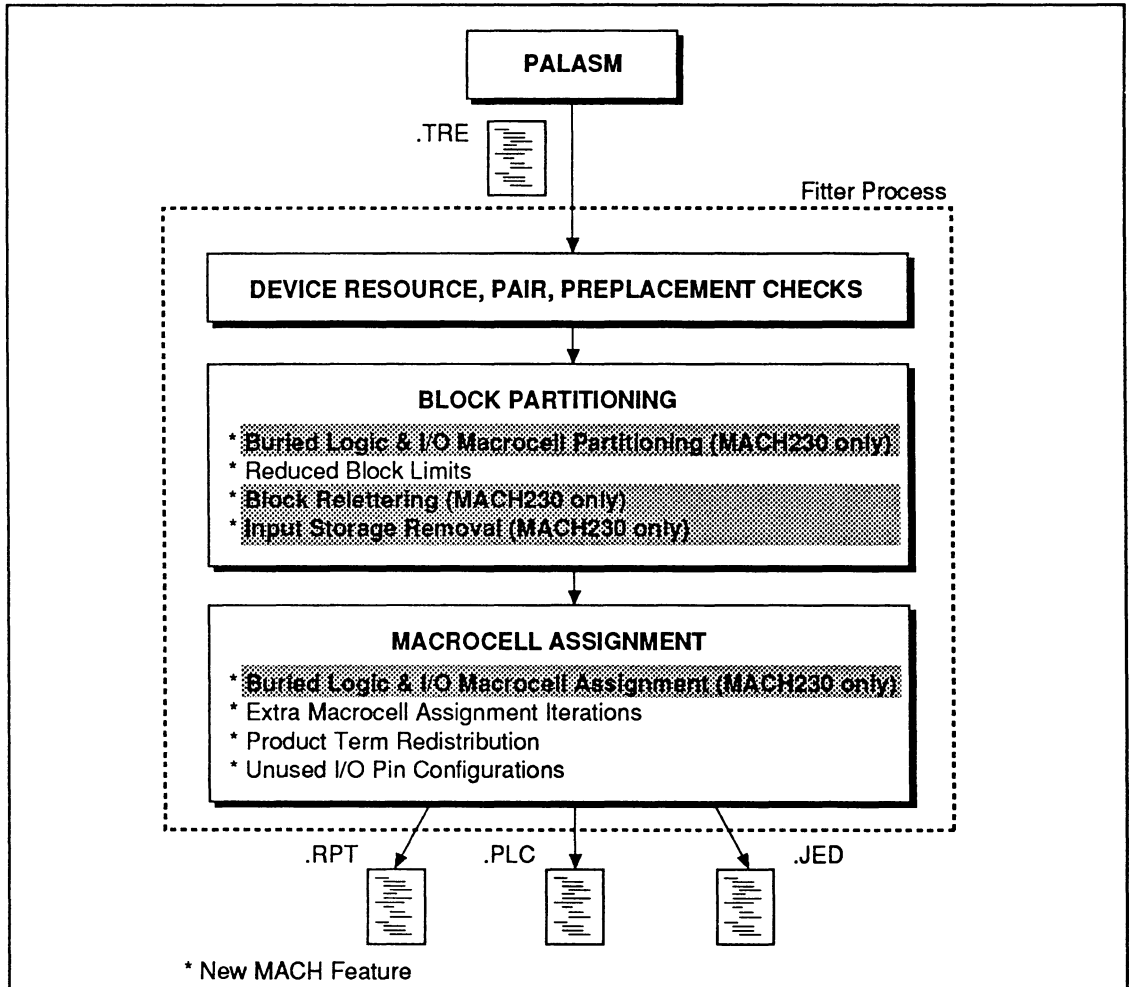 PALASM
.TRE
Fitter Process
DEVICE RESOURCE, PAIR, PREPLACEMENT CHECKS
BLOCK PARTITIONING
* Buried Logic & I/O Macrocell Partitioning (MACH230 only)
* Reduced Block Limits
* Block Relettering (MACH230 only)
* Input Storage Removal (MACH230 only)
MACROCELL ASSIGNMENT
* Buried Logic & I/O Macrocell Assignment (MACH230 only)
* Extra Macrocell Assignment Iterations
* Product Term Redistribution
* Unused I/O Pin Configurations
.RPT
.PLC
.JED
* New MACH Feature